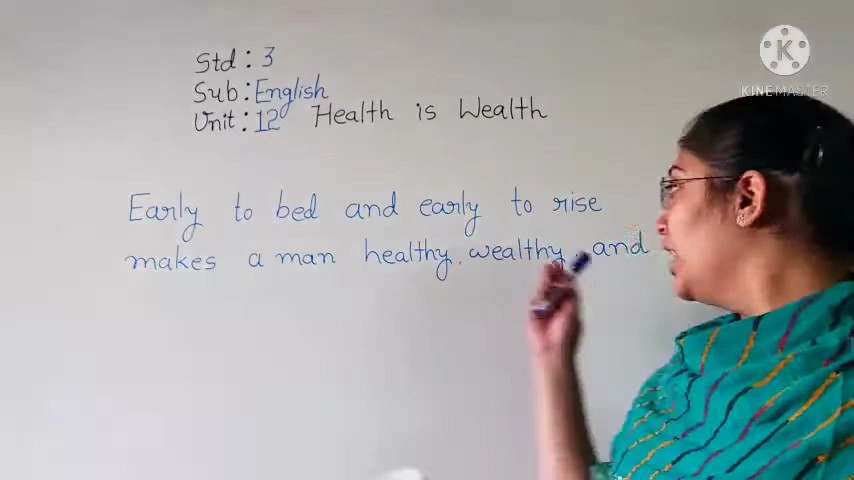 KINEMASTER
Std : 3
Sub : English
Unit : 12 Health is Wealth
Early to bed and early to rise
makes a man healthy, wealthy and